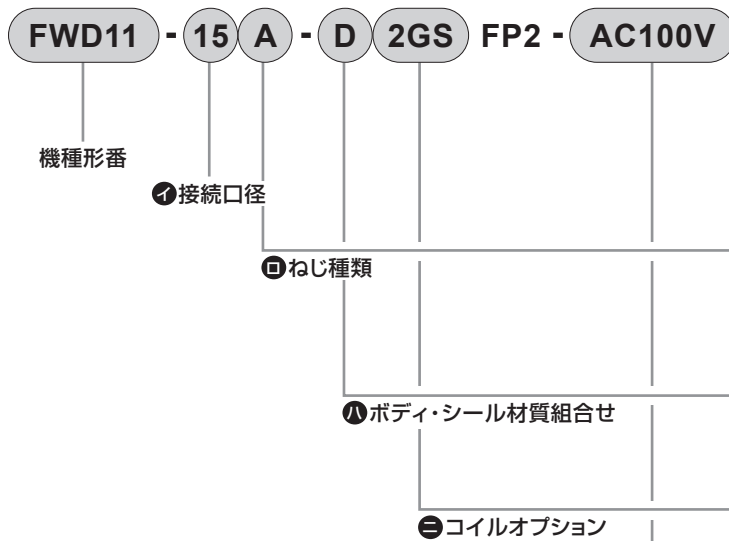 FWD11 - 15 A - D 2GS FP2 - AC100V
機種形番
イ接続口径
ロねじ種類
ハボディ・シール材質組合せ
ニコイルオプション